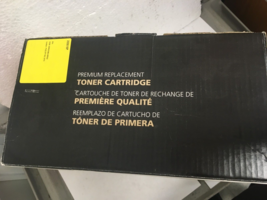 PREMIUM REPLACEMENT
TONER CARTRIDGE
CARTOUCHE DE TONER DE RECHANGE DE
PREMIÈRE QUALITÉ
REEMPLAZO DE CARTUCHO DE
TÓNER DE PRIMERA